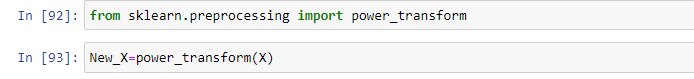 In [92]: from sklearn.preprocessing import power_transform
In [93]: New_X=power_transform(X)